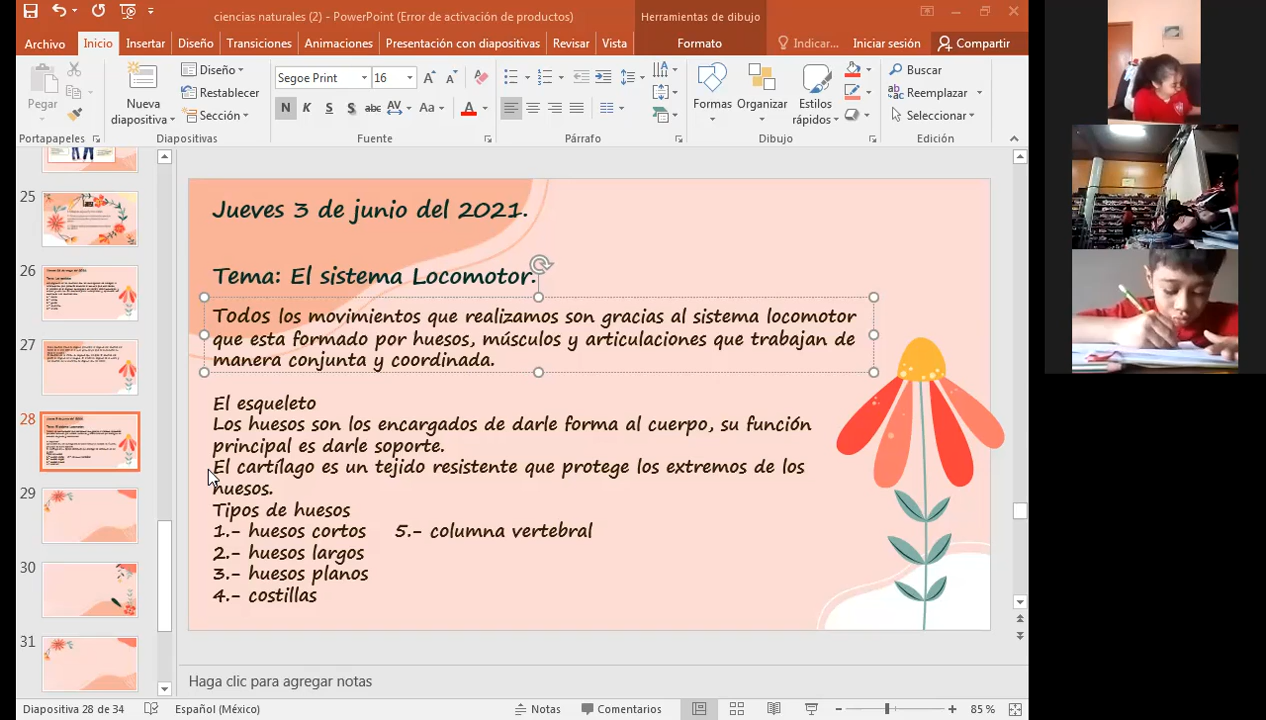 ciencias naturales (2) - PowerPoint (Error de activación de productos)
Herramientas de dibujo
Archivo
Inicio
Insertar
Diseño
Transiciones
Animaciones
Presentación con diapositivas
Revisar
Vista
Formato
Indicar...
Iniciar sesión
Compartir
Pegar
Nueva diapositiva
Diseño
Restablecer
Sección
Segoe Print
16
N K S S abc AV Aa A
Formas
Organizar
Estilos rápidos
Buscar
Reemplazar
Seleccionar
Portapapeles
Diapositivas
Fuente
Párrafo
Dibujo
Edición
25
26
27
28
29
30
31
Jueves 3 de junio del 2021.
Tema: El sistema Locomotor.
Todos los movimientos que realizamos son gracias al sistema locomotor
que esta formado por huesos, músculos y articulaciones que trabajan de
manera conjunta y coordinada.
El esqueleto
Los huesos son los encargados de darle forma al cuerpo, su función
principal es darle soporte.
El cartílago es un tejido resistente que protege los extremos de los
huesos.
Tipos de huesos
1.- huesos cortos 5.- columna vertebral
2.- huesos largos
3.- huesos planos
4.- costillas
Haga clic para agregar notas
Diapositiva 28 de 34
Español (México)
Notas
Comentarios
85 %